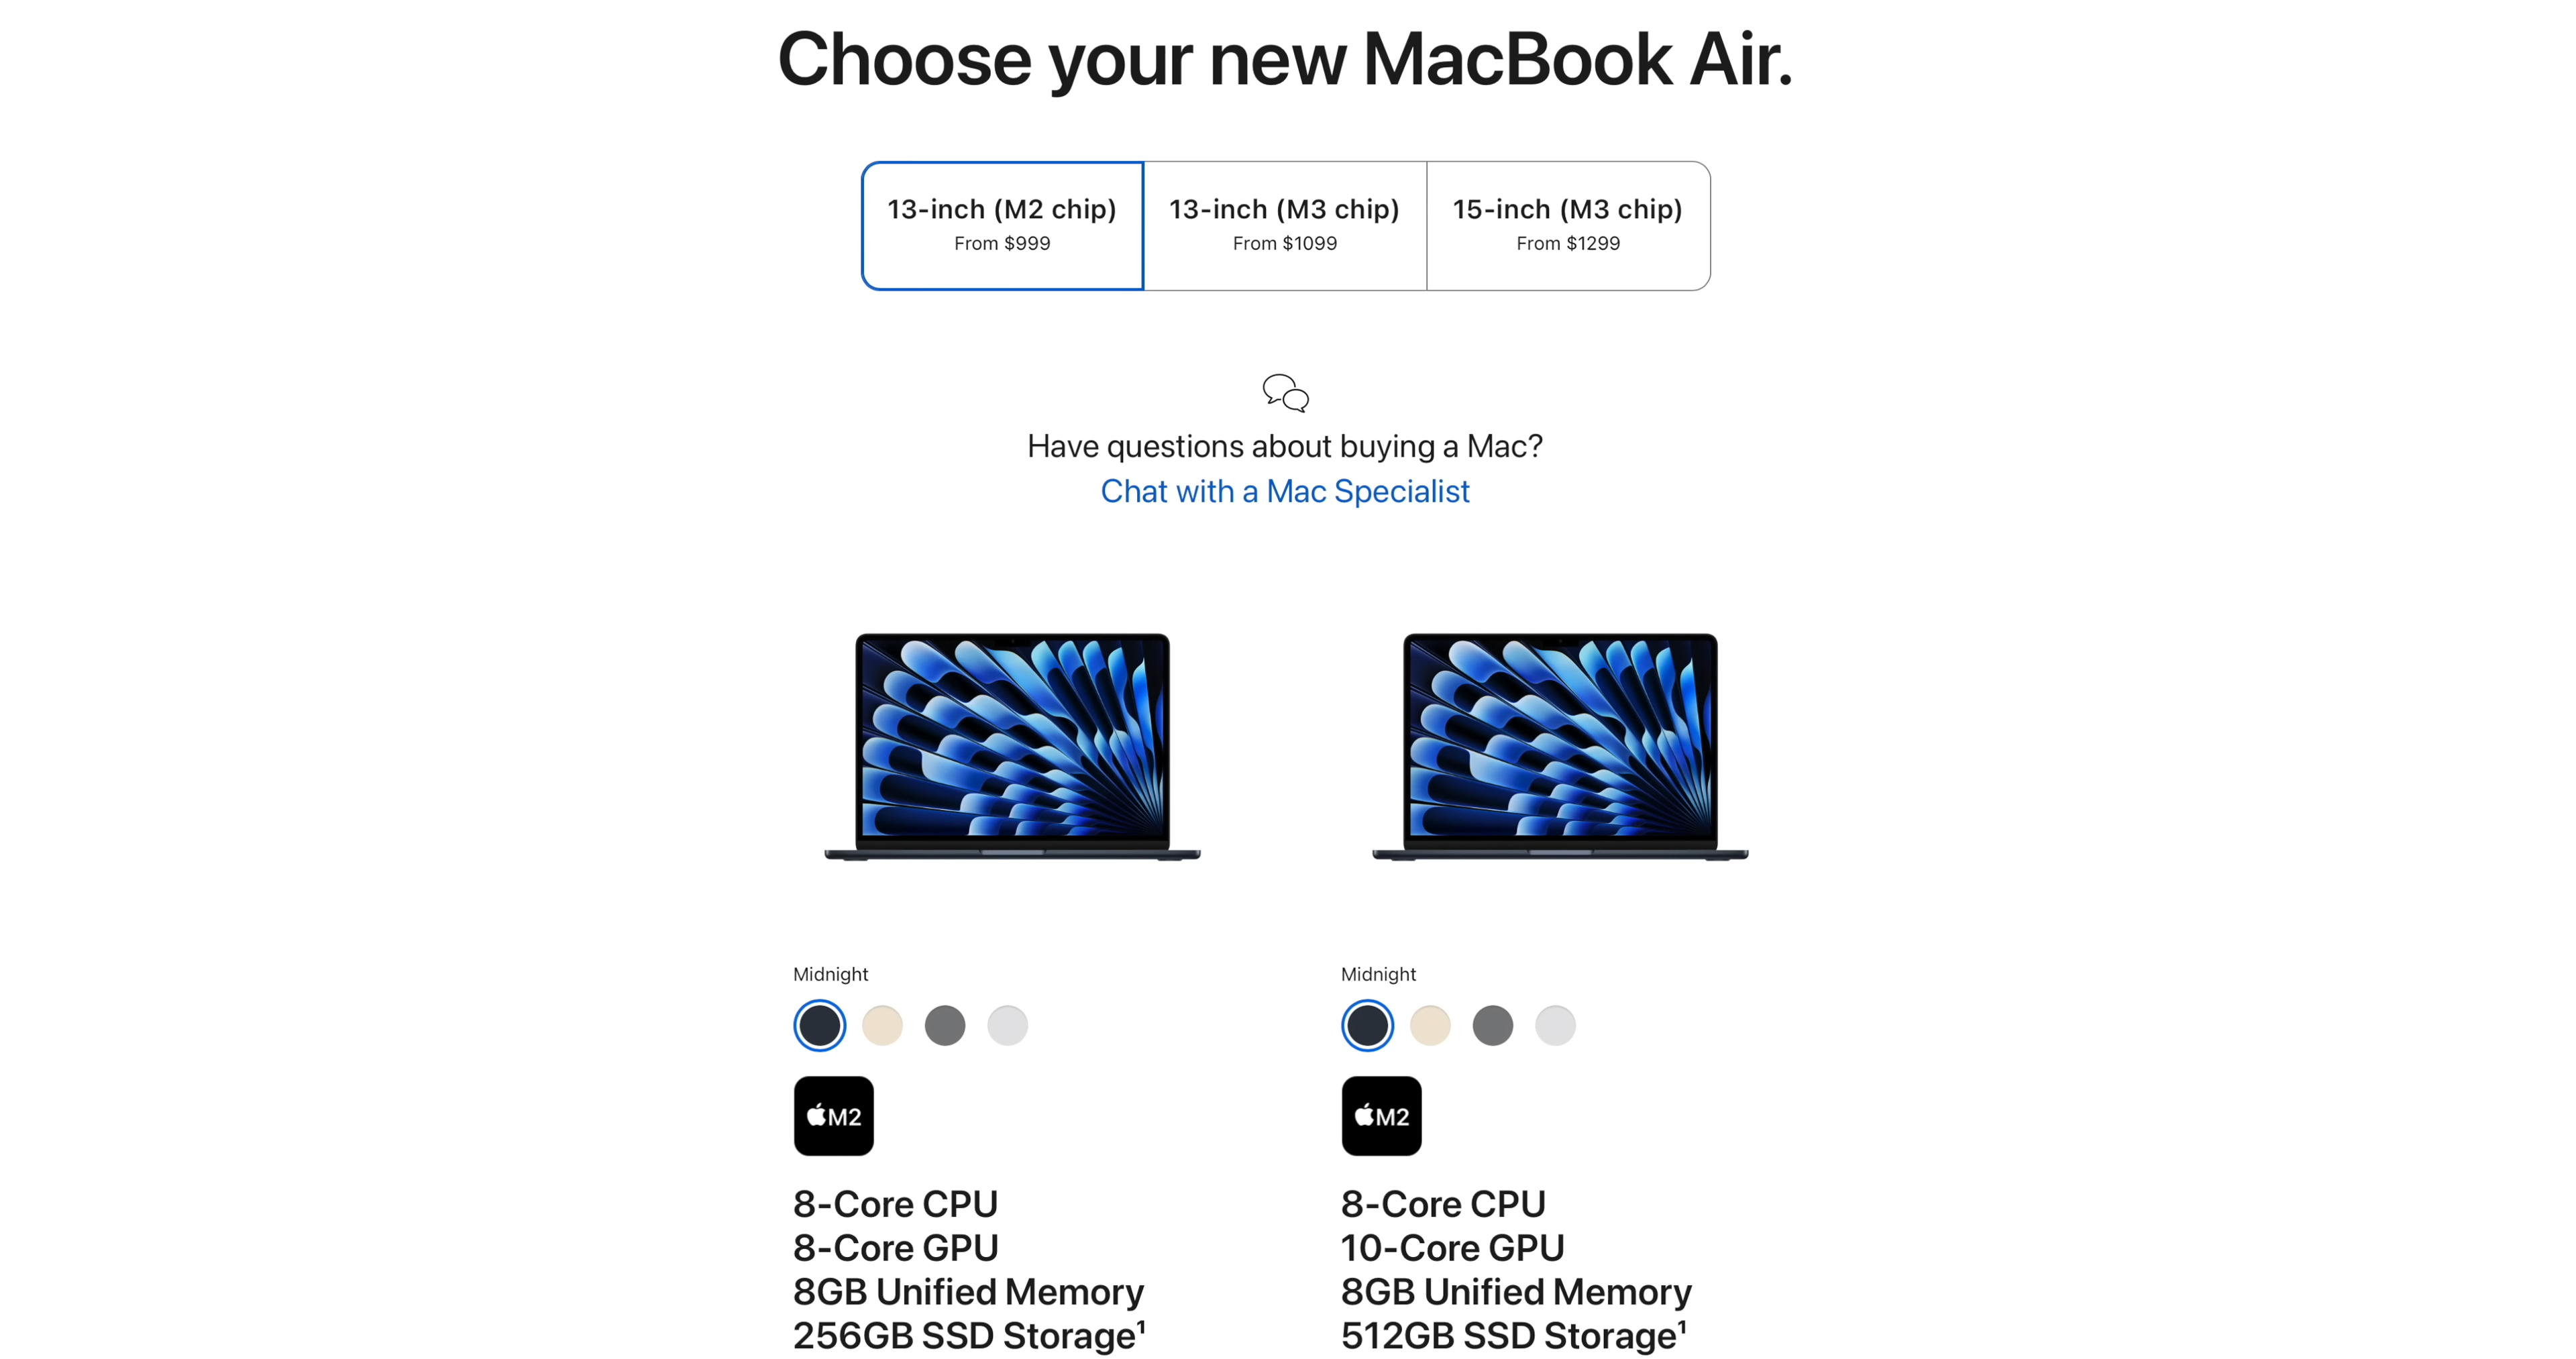 Choose your new MacBook Air.
13-inch (M2 chip)
From $999
13-inch (M3 chip)
From $1099
15-inch (M3 chip)
From $1299
Have questions about buying a Mac?
Chat with a Mac Specialist
Midnight
M2
8-Core CPU
8-Core GPU
8GB Unified Memory
256GB SSD Storage¹
Midnight
M2
8-Core CPU
10-Core GPU
8GB Unified Memory
512GB SSD Storage¹